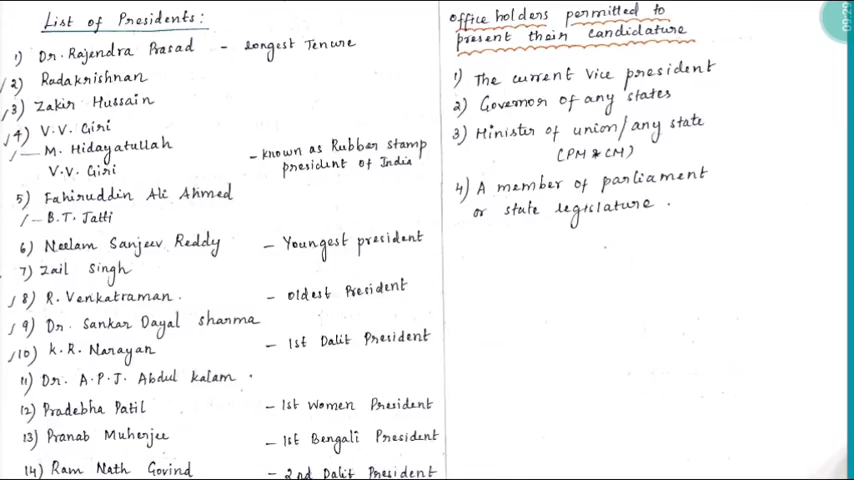 List of Presidents:
1) Dr. Rajendra Prasad - longest Tenure
2) Radakrishnan
3) Zakir Hussain
4) V.V. Giri
- M. Hidayatullah
V.V. Giri
- known as Rubber stamp
president of India
5) Fahiruddin Ali Ahmed
- B.T. Jatti
6) Neelam Sanjeev Reddy - Youngest president
7) Zail Singh
8) R. Venkatraman. - Oldest President
9) Dr. Sankar Dayal Sharma
10) K.R. Narayan - 1st Dalit President
11) Dr. A.P.J. Abdul Kalam.
12) Pradebha Patil - 1st Women President
13) Pranab Muherjee - 1st Bengali President
14) Ram Nath Govind - 2nd Dalit President
office holders permitted to
present their candidature
1) The current vice president
2) Governor of any states
3) Minister of union/any state
(PM & CM)
4) A member of parliament
or state legislature.
09:29